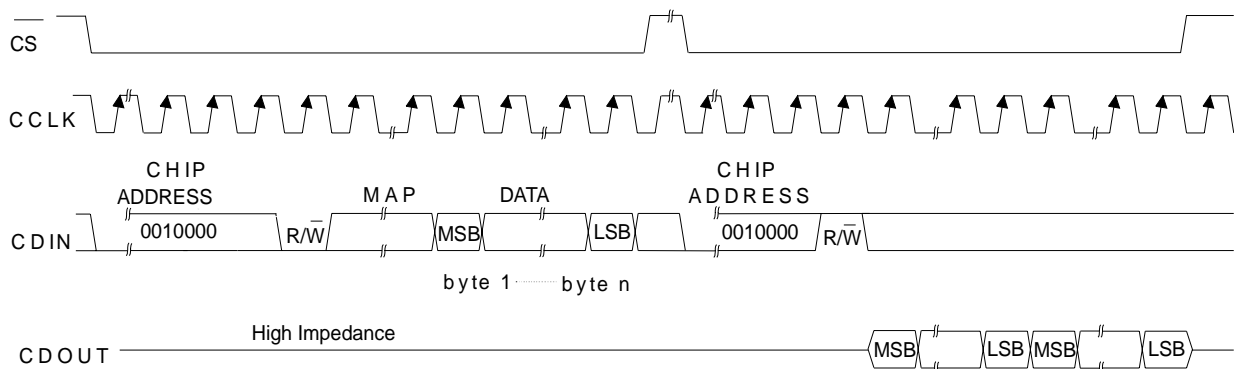 CS
CCLK
CHIP
ADDRESS
MAP
DATA
CHIP
ADDRESS
CDIN
0010000
R/W
MSB
LSB
0010000
R/W
byte 1
byte n
High Impedance
CDOUT
MSB
LSB
MSB
LSB